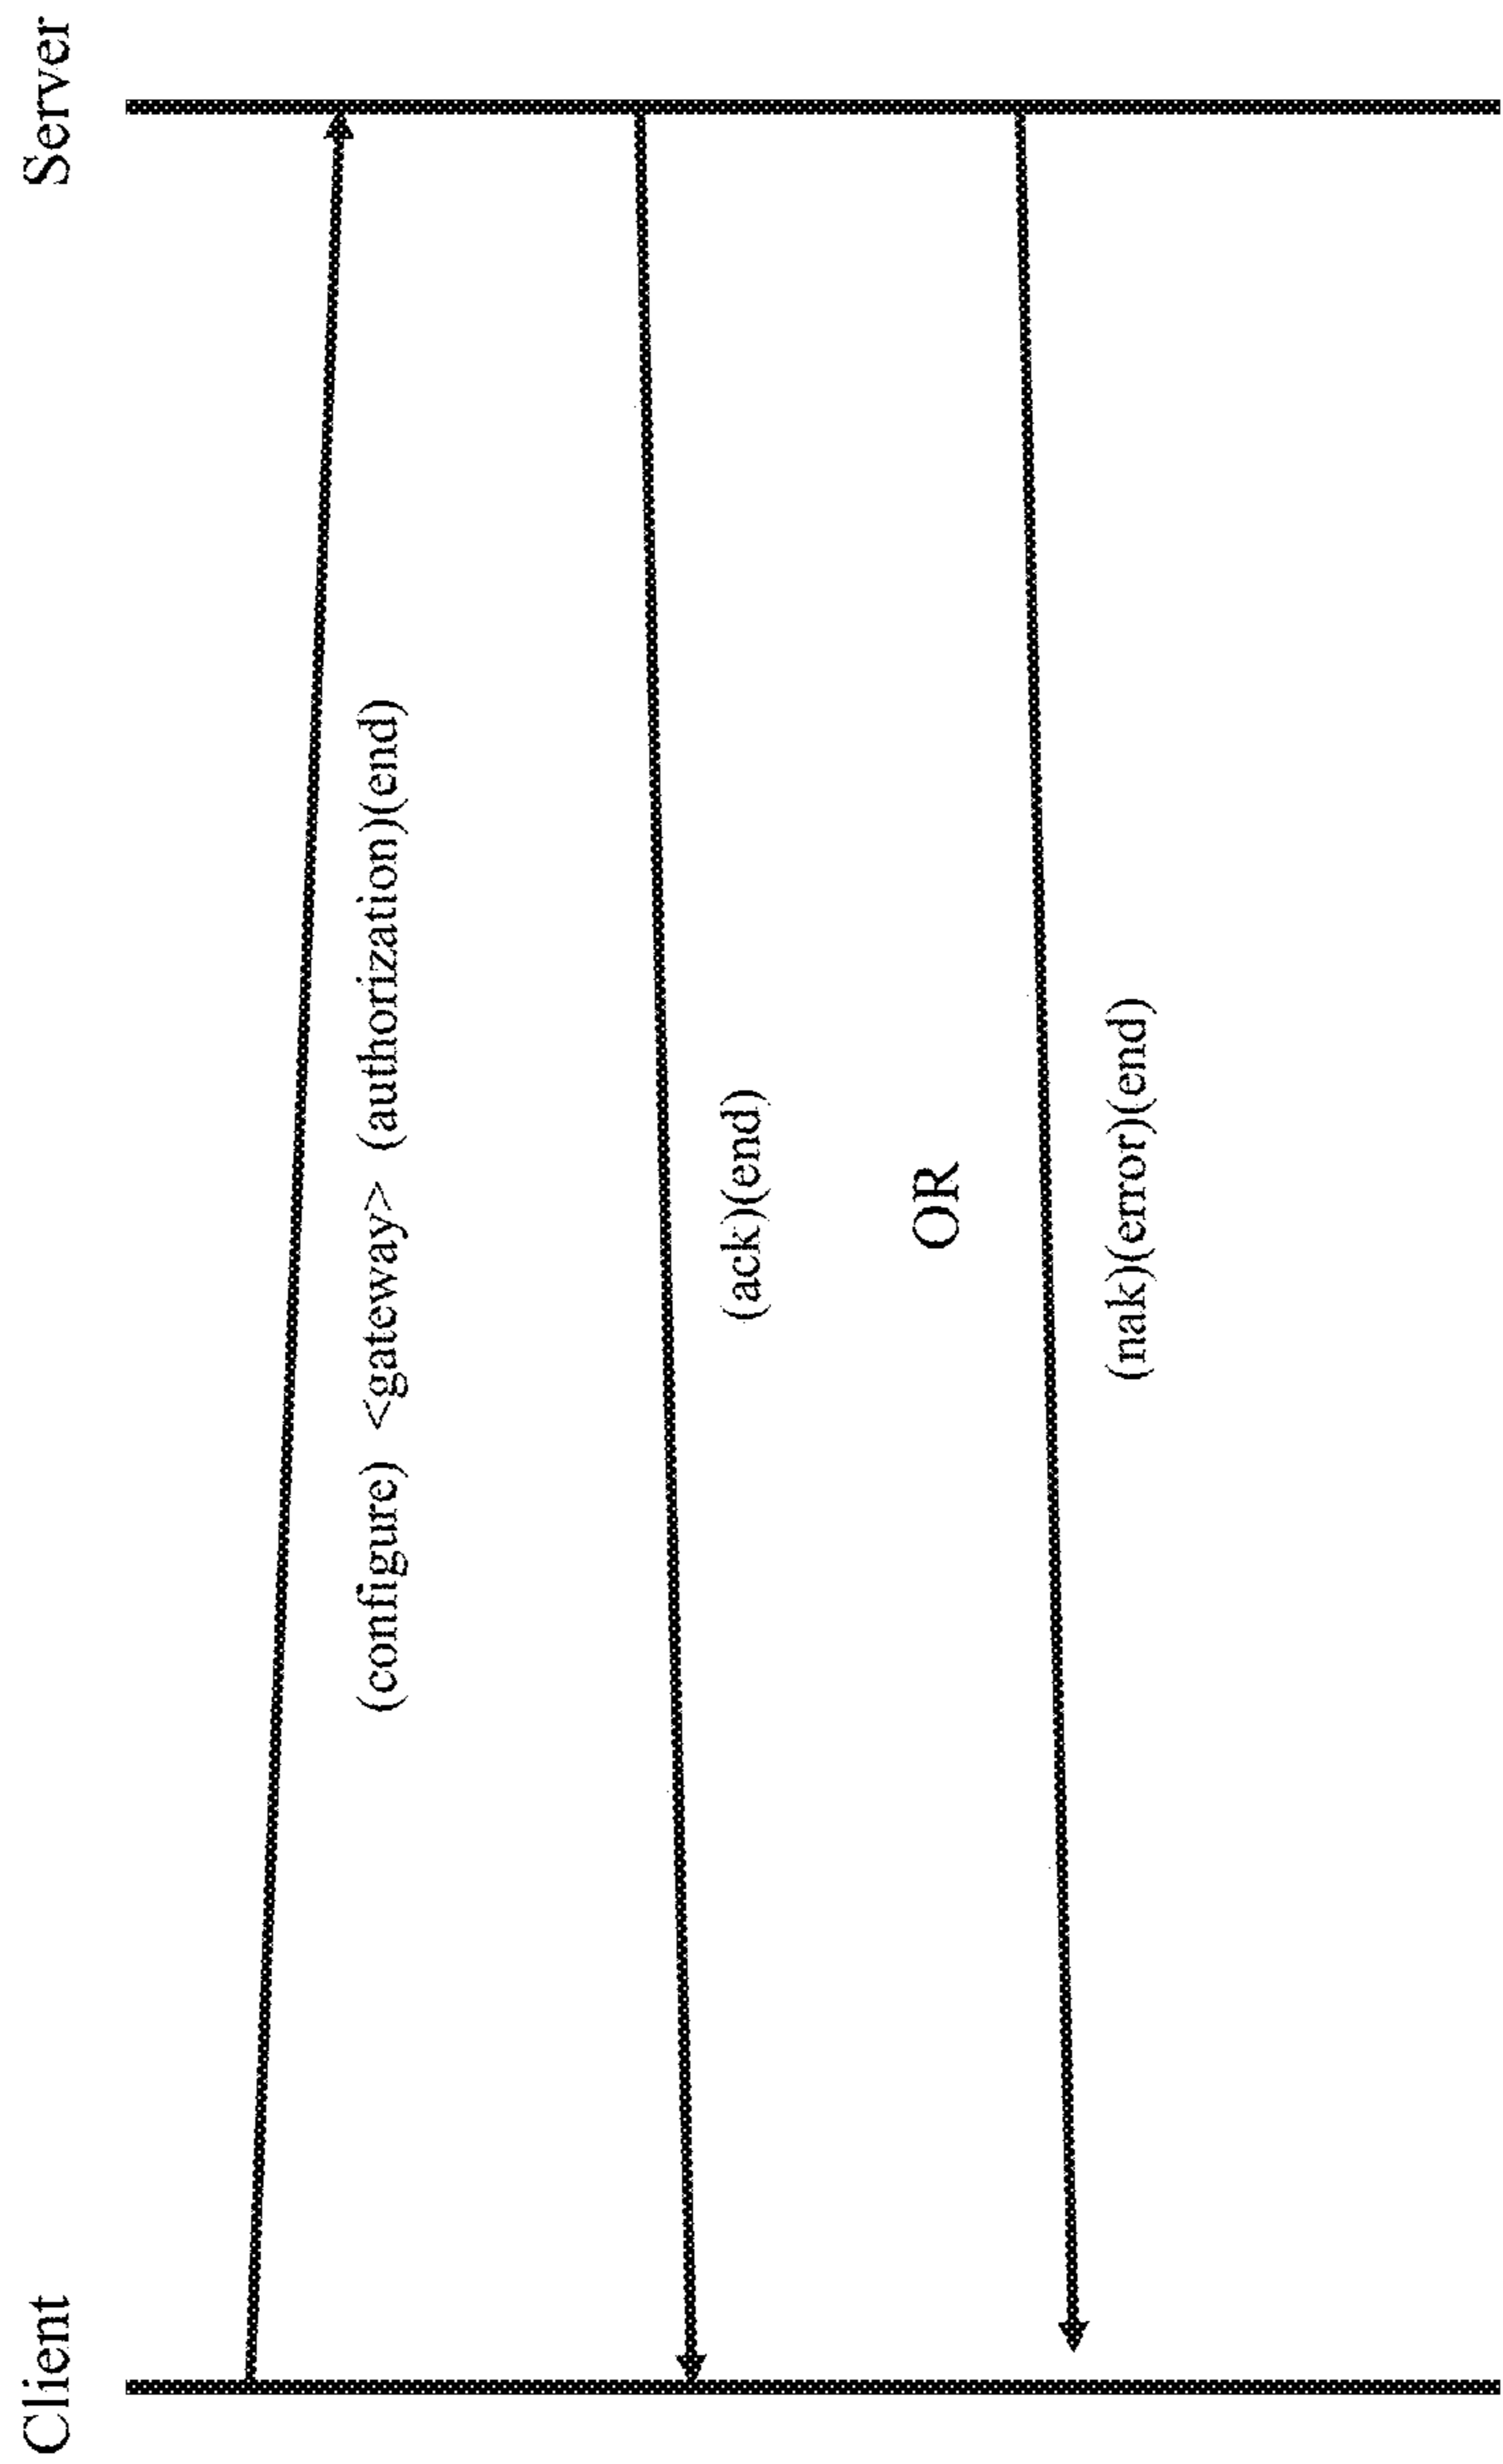 Client
Server
(configure) <gateway> (authorization)(end)
(ack)(end)
OR
(nak)(error)(end)